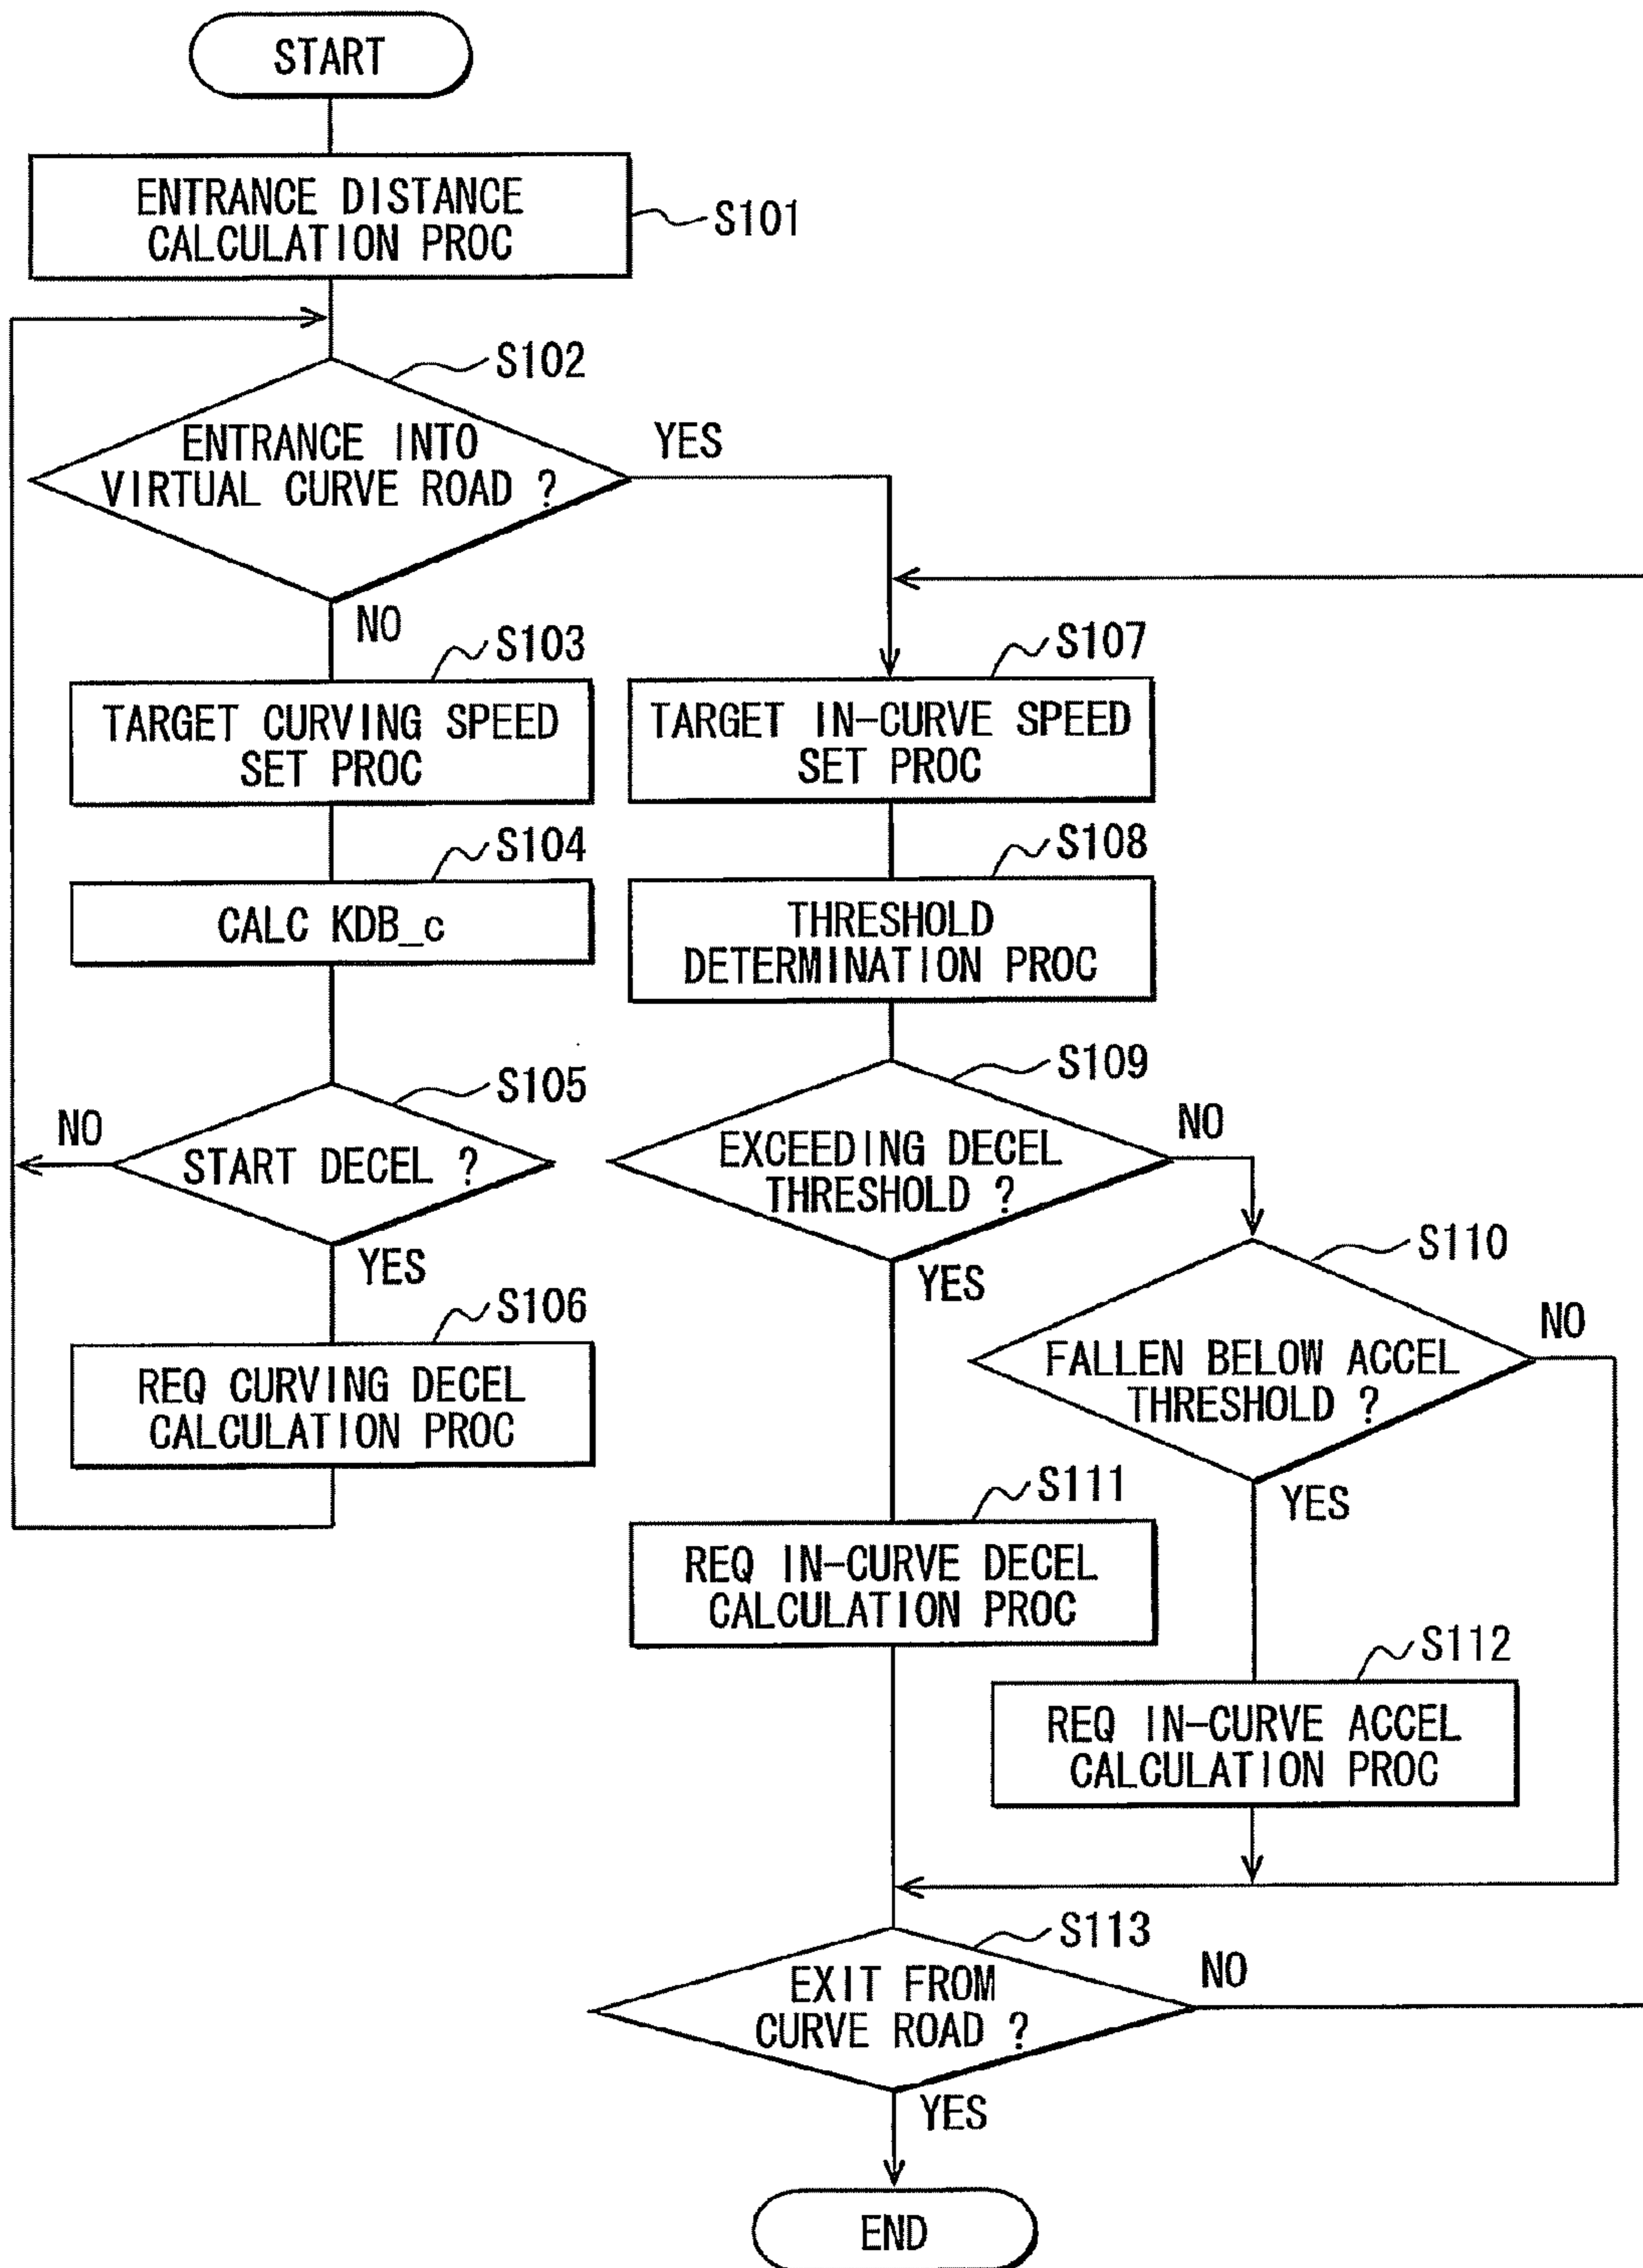 START
ENTRANCE DISTANCE
CALCULATION PROC
S101
S102
ENTRANCE INTO
VIRTUAL CURVE ROAD ?
YES
NO
S103
TARGET CURVING SPEED
SET PROC
S107
TARGET IN-CURVE SPEED
SET PROC
S104
CALC KDB_c
S108
THRESHOLD
DETERMINATION PROC
S105
START DECEL ?
NO
YES
S109
EXCEEDING DECEL
THRESHOLD ?
NO
YES
S106
REQ CURVING DECEL
CALCULATION PROC
S110
FALLEN BELOW ACCEL
THRESHOLD ?
NO
YES
S111
REQ IN-CURVE DECEL
CALCULATION PROC
S112
REQ IN-CURVE ACCEL
CALCULATION PROC
S113
EXIT FROM
CURVE ROAD ?
NO
YES
END